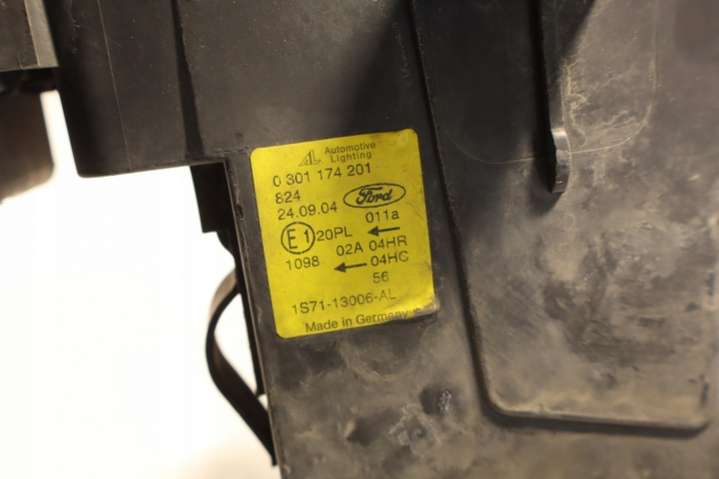 AL Automotive Lighting
0 301 174 201
824
24.09.04 Ford
011a
E1 20PL ←
1098 02A 04HR
← 04HC
56
1S71-13006-AL
Made in Germany